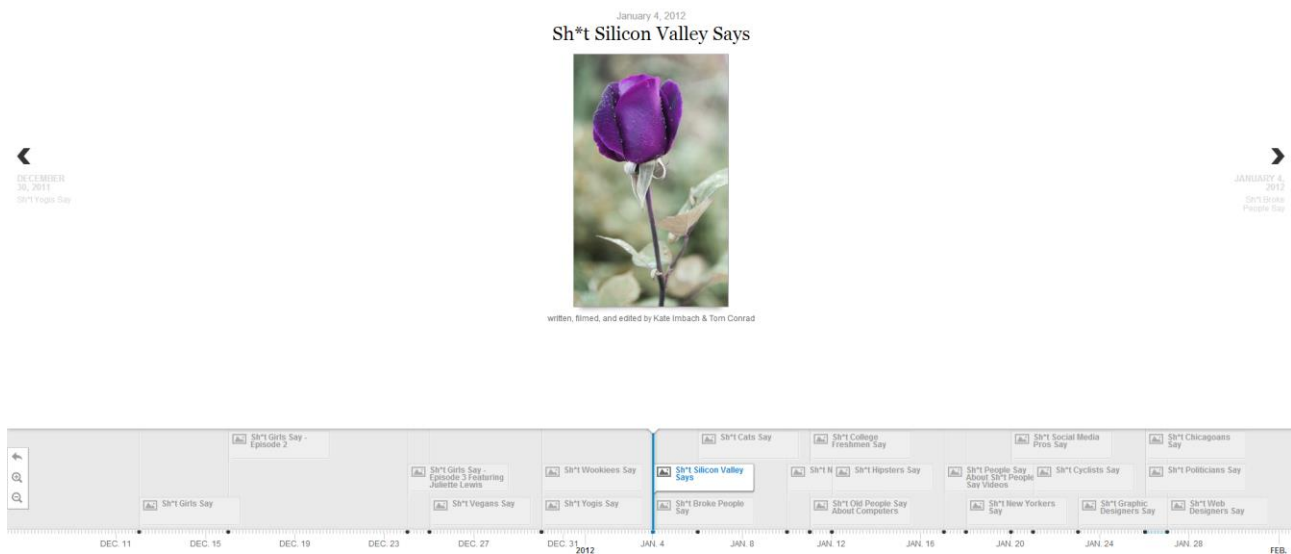 January 4, 2012
Sh*t Silicon Valley Says
DECEMBER
30, 2011
Sh*t Yogis Say
JANUARY 4,
2012
Sh*t Broke
People Say
written, filmed, and edited by Kate Imbach & Tom Conrad
Sh*t Girls Say -
Episode 2
Sh*t Cats Say
Sh*t College
Freshmen Say
Sh*t Social Media
Pros Say
Sh*t Chicagoans
Say
Sh*t Girls Say -
Episode 3 Featuring
Juliette Lewis
Sh*t Wookiees Say
Sh*t Silicon Valley
Says
Sh*t N
Sh*t Hipsters Say
Sh*t People Say
About Sh*t People
Say Videos
Sh*t Cyclists Say
Sh*t Politicians Say
Sh*t Girls Say
Sh*t Vegans Say
Sh*t Yogis Say
Sh*t Broke People
Say
Sh*t Old People Say
About Computers
Sh*t New Yorkers
Say
Sh*t Graphic
Designers Say
Sh*t Web
Designers Say
DEC. 11 DEC. 15 DEC. 19 DEC. 23 DEC. 27 DEC. 31 JAN. 4 JAN. 8 JAN. 12 JAN. 16 JAN. 20 JAN. 24 JAN. 28
2012 FEB.